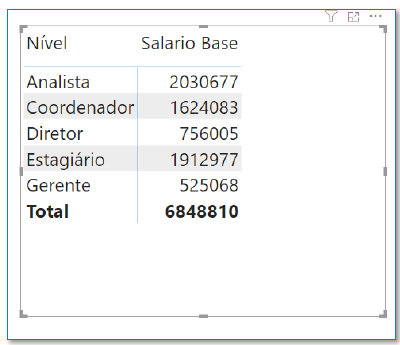 Nível Salario Base
Analista 2030677
Coordenador 1624083
Diretor 756005
Estagiário 1912977
Gerente 525068
Total 6848810